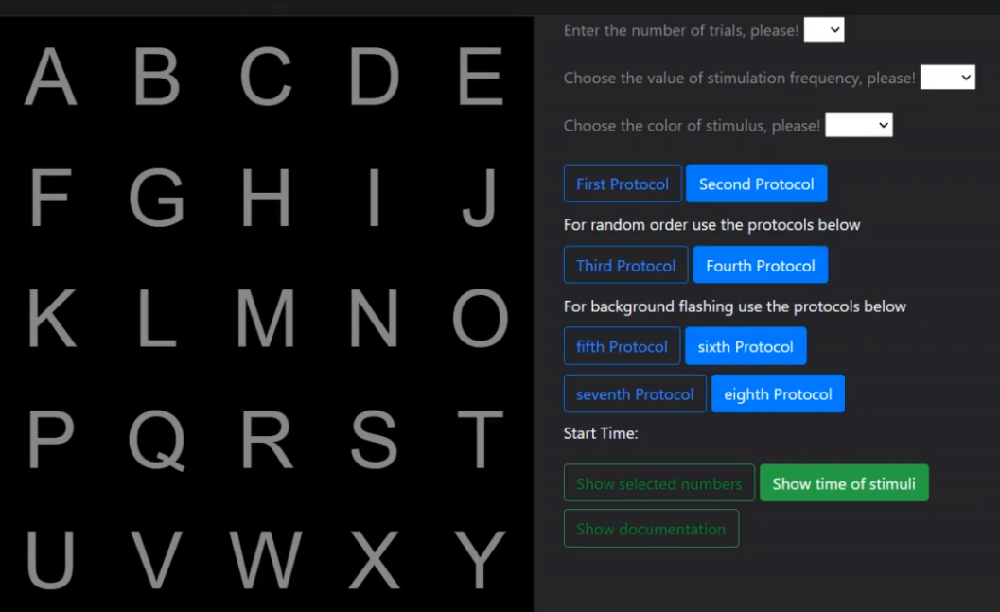 A B C D E
F G H I J
K L M N O
P Q R S T
U V W X Y
Enter the number of trials, please!
Choose the value of stimulation frequency, please!
Choose the color of stimulus, please!
First Protocol Second Protocol
For random order use the protocols below
Third Protocol Fourth Protocol
For background flashing use the protocols below
fifth Protocol sixth Protocol
seventh Protocol eighth Protocol
Start Time:
Show selected numbers Show time of stimuli
Show documentation